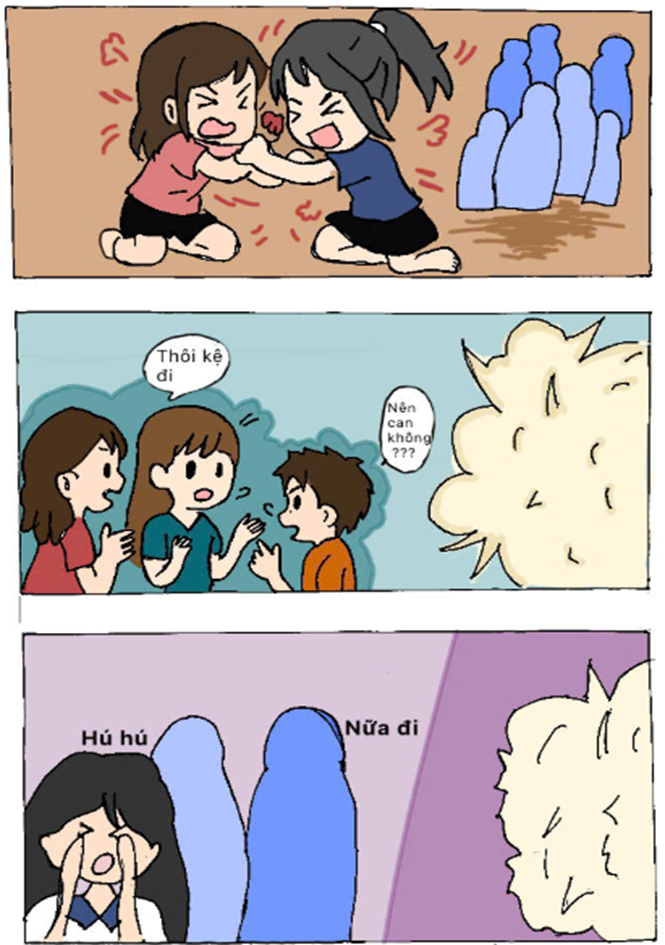 Thôi kệ
đi
Nên
can
không
???
Hú hú
Nữa đi